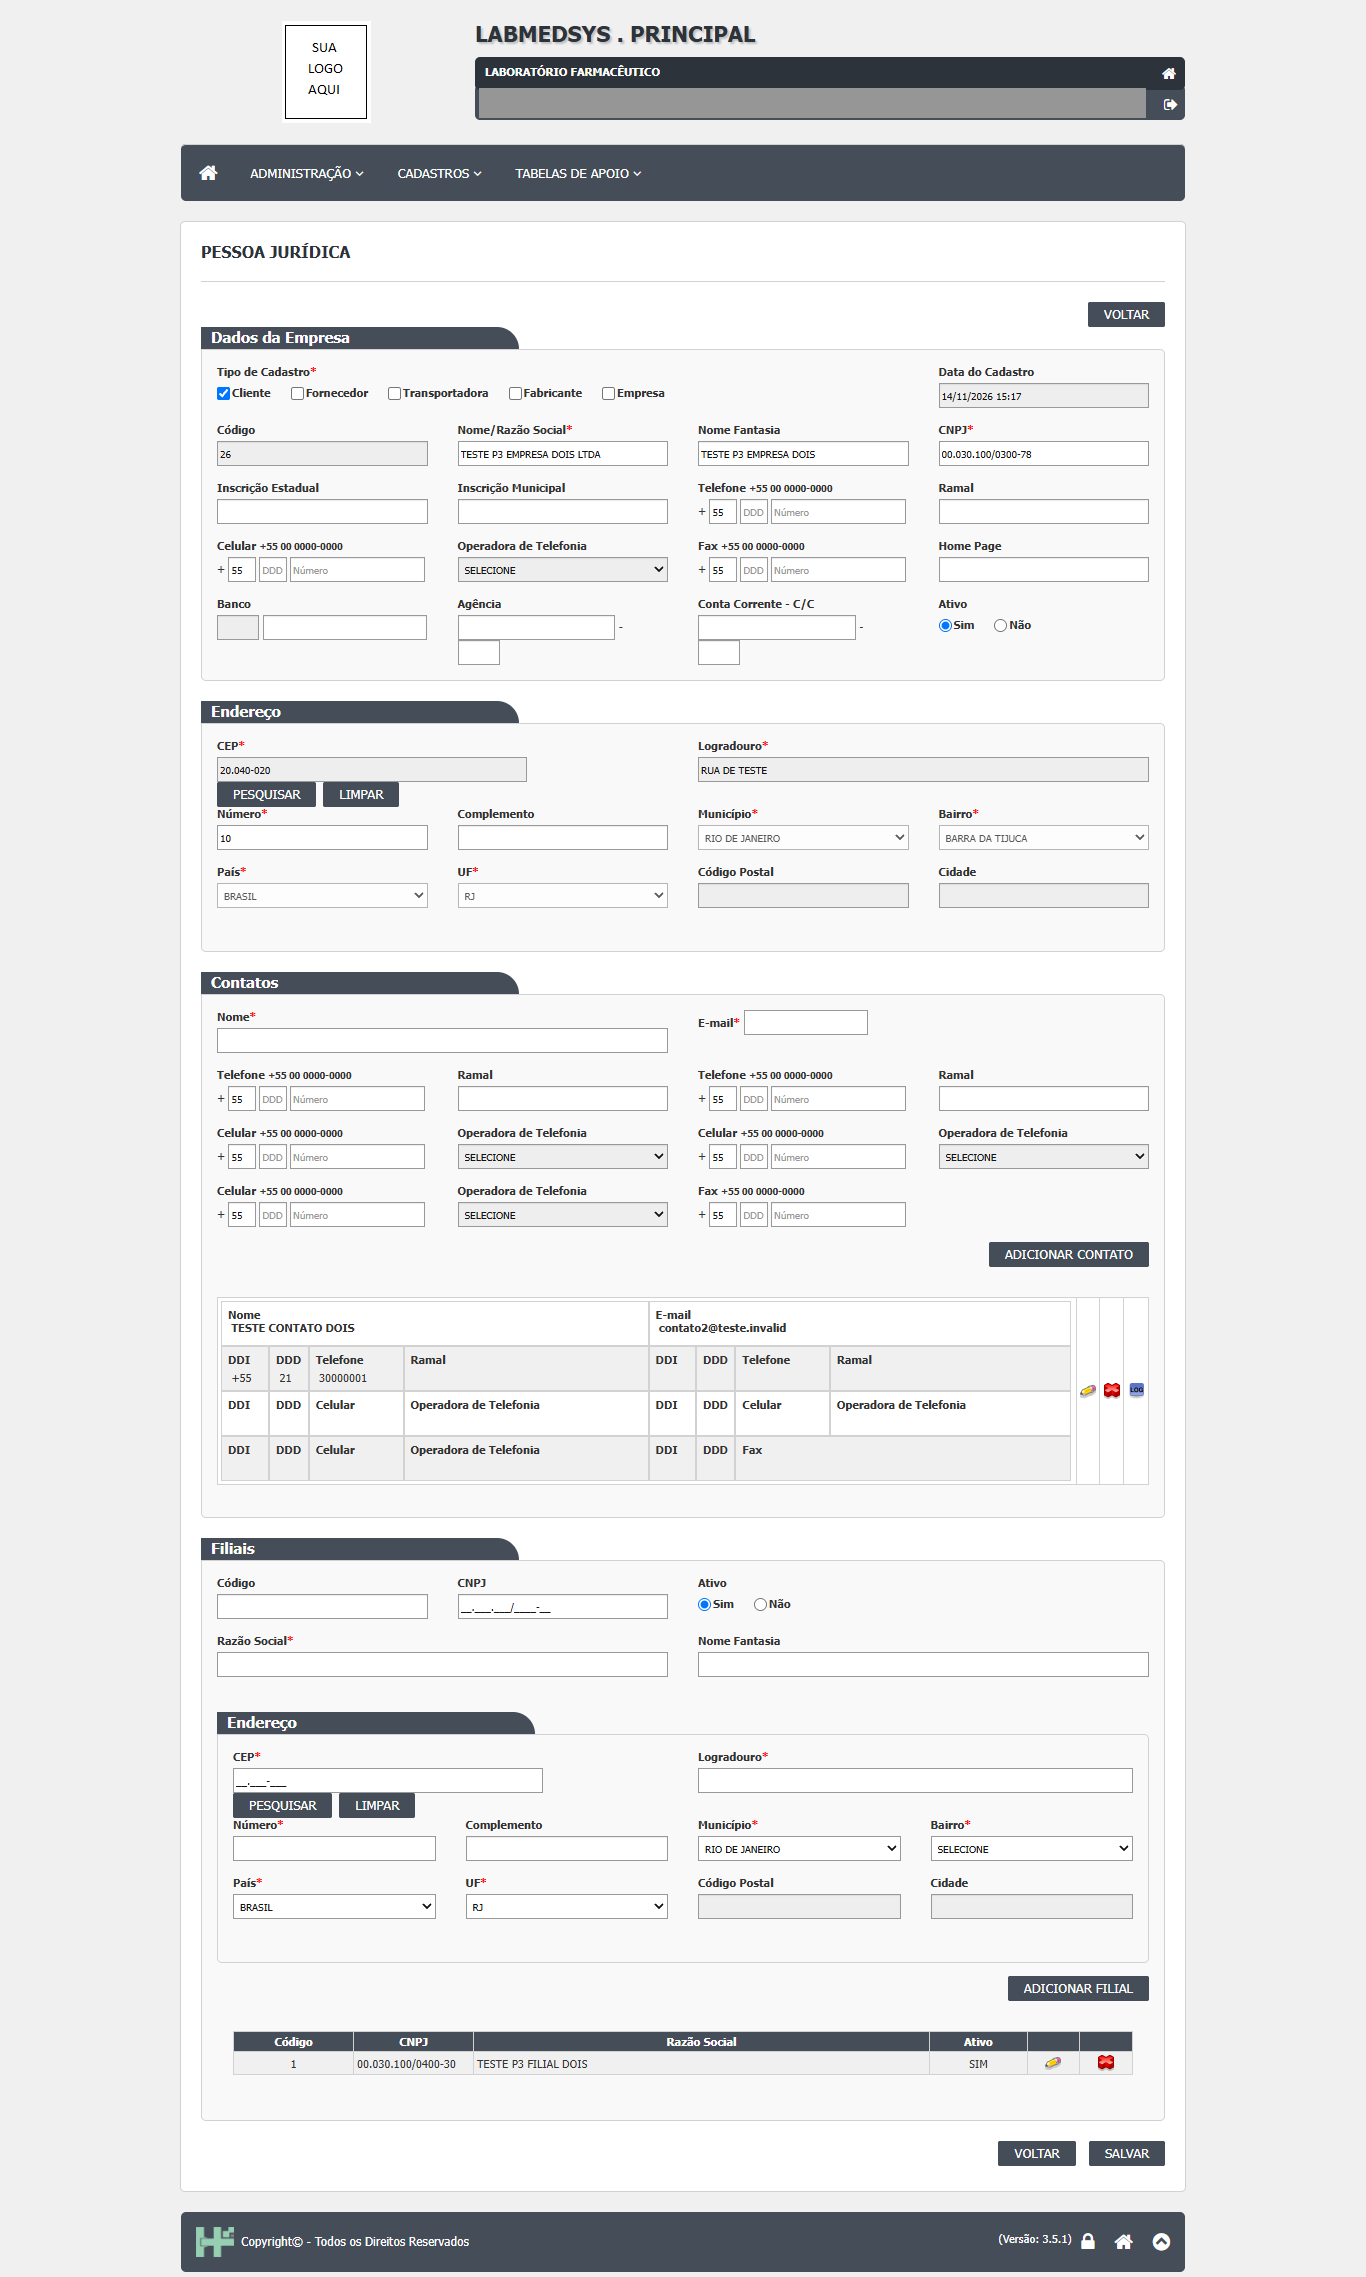 SUA
LOGO
AQUI
LABMEDSYS . PRINCIPAL
LABORATÓRIO FARMACÊUTICO
ADMINISTRAÇÃO CADASTROS TABELAS DE APOIO
PESSOA JURÍDICA
VOLTAR
Dados da Empresa
Tipo de Cadastro* Data do Cadastro
Cliente Fornecedor Transportadora Fabricante Empresa 14/11/2026 15:17
Código Nome/Razão Social* Nome Fantasia CNPJ*
26 TESTE P3 EMPRESA DOIS LTDA TESTE P3 EMPRESA DOIS 00.030.100/0300-78
Inscrição Estadual Inscrição Municipal Telefone +55 00 0000-0000 Ramal
+ 55 DDD Número
Celular +55 00 0000-0000 Operadora de Telefonia Fax +55 00 0000-0000 Home Page
+ 55 DDD Número SELECIONE + 55 DDD Número
Banco Agência Conta Corrente - C/C Ativo
- - Sim Não
Endereço
CEP* Logradouro*
20.040-020 RUA DE TESTE
PESQUISAR LIMPAR
Número* Complemento Município* Bairro*
10 RIO DE JANEIRO BARRA DA TIJUCA
País* UF* Código Postal Cidade
BRASIL RJ
Contatos
Nome* E-mail*
Telefone +55 00 0000-0000 Ramal Telefone +55 00 0000-0000 Ramal
+ 55 DDD Número + 55 DDD Número
Celular +55 00 0000-0000 Operadora de Telefonia Celular +55 00 0000-0000 Operadora de Telefonia
+ 55 DDD Número SELECIONE + 55 DDD Número SELECIONE
Celular +55 00 0000-0000 Operadora de Telefonia Fax +55 00 0000-0000
+ 55 DDD Número SELECIONE + 55 DDD Número
ADICIONAR CONTATO
Nome E-mail
TESTE CONTATO DOIS contato2@teste.invalid
DDI DDD Telefone Ramal DDI DDD Telefone Ramal
+55 21 30000001
LOG
DDI DDD Celular Operadora de Telefonia DDI DDD Celular Operadora de Telefonia
DDI DDD Celular Operadora de Telefonia DDI DDD Fax
Filiais
Código CNPJ Ativo
__.___.___/____-__ Sim Não
Razão Social* Nome Fantasia
Endereço
CEP* Logradouro*
__.___-___
PESQUISAR LIMPAR
Número* Complemento Município* Bairro*
RIO DE JANEIRO SELECIONE
País* UF* Código Postal Cidade
BRASIL RJ
ADICIONAR FILIAL
Código CNPJ Razão Social Ativo
1 00.030.100/0400-30 TESTE P3 FILIAL DOIS SIM
VOLTAR SALVAR
Copyright© - Todos os Direitos Reservados (Versão: 3.5.1)